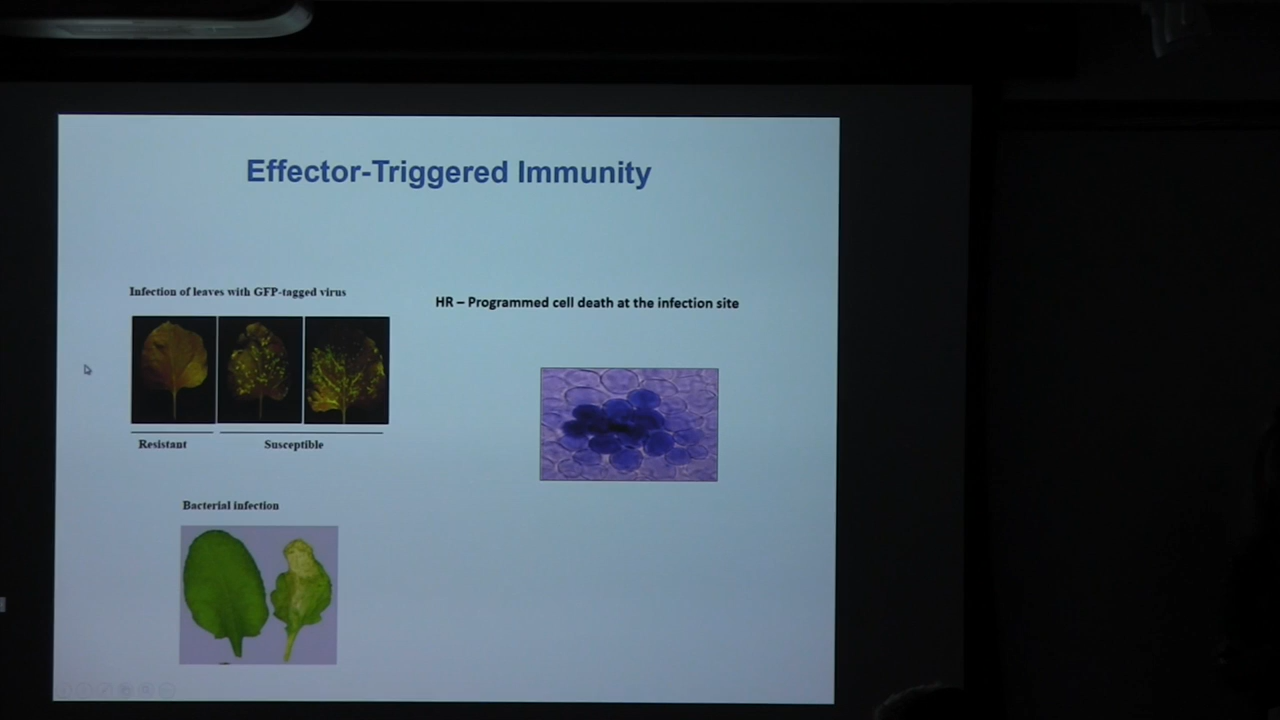 Effector-Triggered Immunity
Infection of leaves with GFP-tagged virus
HR – Programmed cell death at the infection site
Resistant
Susceptible
Bacterial infection